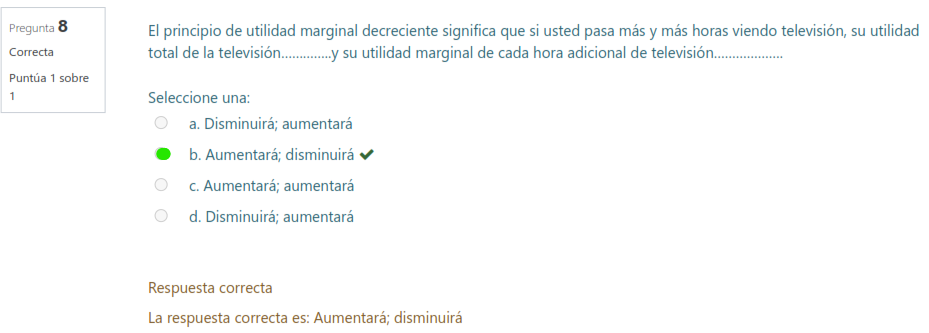 Pregunta 8
Correcta
Puntúa 1 sobre
1
El principio de utilidad marginal decreciente significa que si usted pasa más y más horas viendo televisión, su utilidad
total de la televisión..............y su utilidad marginal de cada hora adicional de televisión...................
Seleccione una:
a. Disminuirá; aumentará
b. Aumentará; disminuirá ✔
c. Aumentará; aumentará
d. Disminuirá; aumentará
Respuesta correcta
La respuesta correcta es: Aumentará; disminuirá